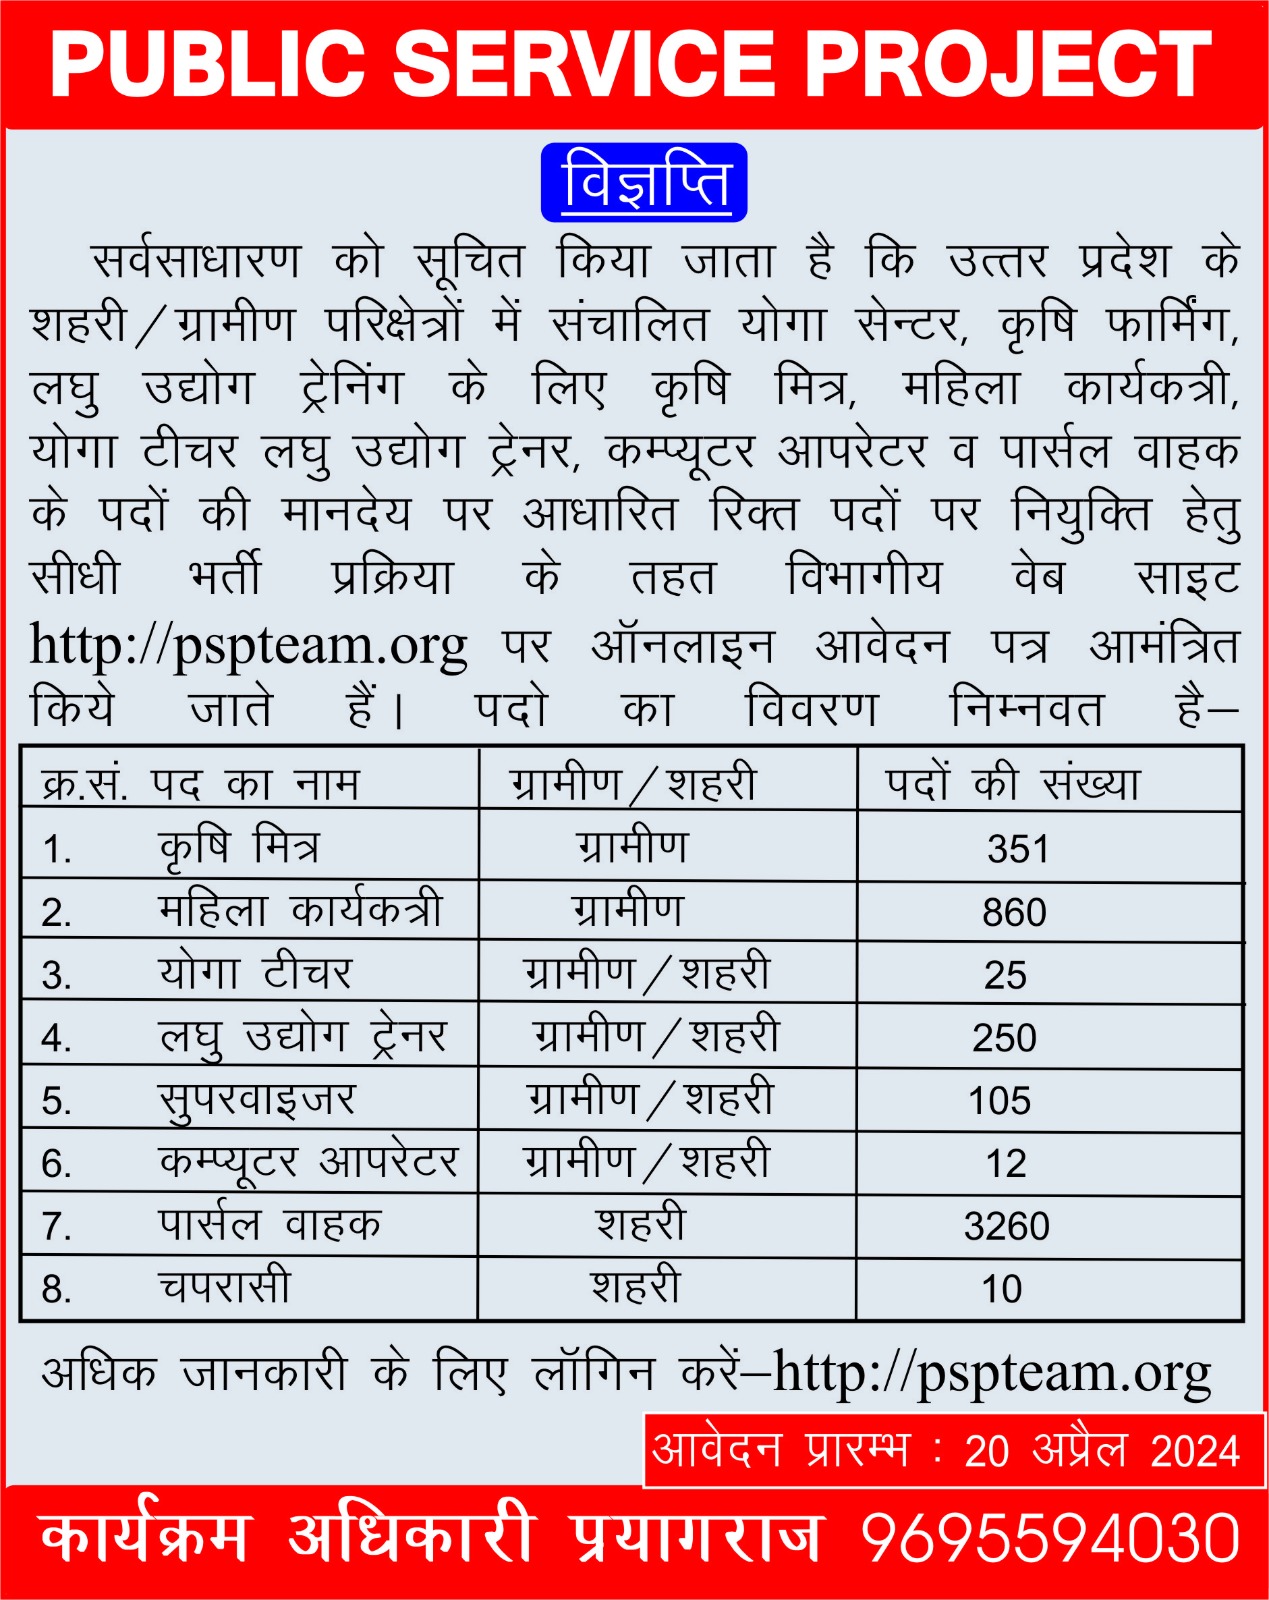 PUBLIC SERVICE PROJECT
विज्ञप्ति
सर्वसाधारण को सूचित किया जाता है कि उत्तर प्रदेश के
शहरी/ग्रामीण परिक्षेत्रों में संचालित योगा सेन्टर, कृषि फार्मिंग,
लघु उद्योग ट्रेनिंग के लिए कृषि मित्र, महिला कार्यकत्री,
योगा टीचर लघु उद्योग ट्रेनर, कम्प्यूटर आपरेटर व पार्सल वाहक
के पदों की मानदेय पर आधारित रिक्त पदों पर नियुक्ति हेतु
सीधी भर्ती प्रक्रिया के तहत विभागीय वेब साइट
http://pspteam.org पर ऑनलाइन आवेदन पत्र आमंत्रित
किये जाते हैं। पदो का विवरण निम्नवत है–
क्र.सं. पद का नाम ग्रामीण/शहरी पदों की संख्या
1. कृषि मित्र ग्रामीण 351
2. महिला कार्यकत्री ग्रामीण 860
3. योगा टीचर ग्रामीण/शहरी 25
4. लघु उद्योग ट्रेनर ग्रामीण/शहरी 250
5. सुपरवाइजर ग्रामीण/शहरी 105
6. कम्प्यूटर आपरेटर ग्रामीण/शहरी 12
7. पार्सल वाहक शहरी 3260
8. चपरासी शहरी 10
अधिक जानकारी के लिए लॉगिन करें–http://pspteam.org
आवेदन प्रारम्भ : 20 अप्रैल 2024
कार्यक्रम अधिकारी प्रयागराज 9695594030